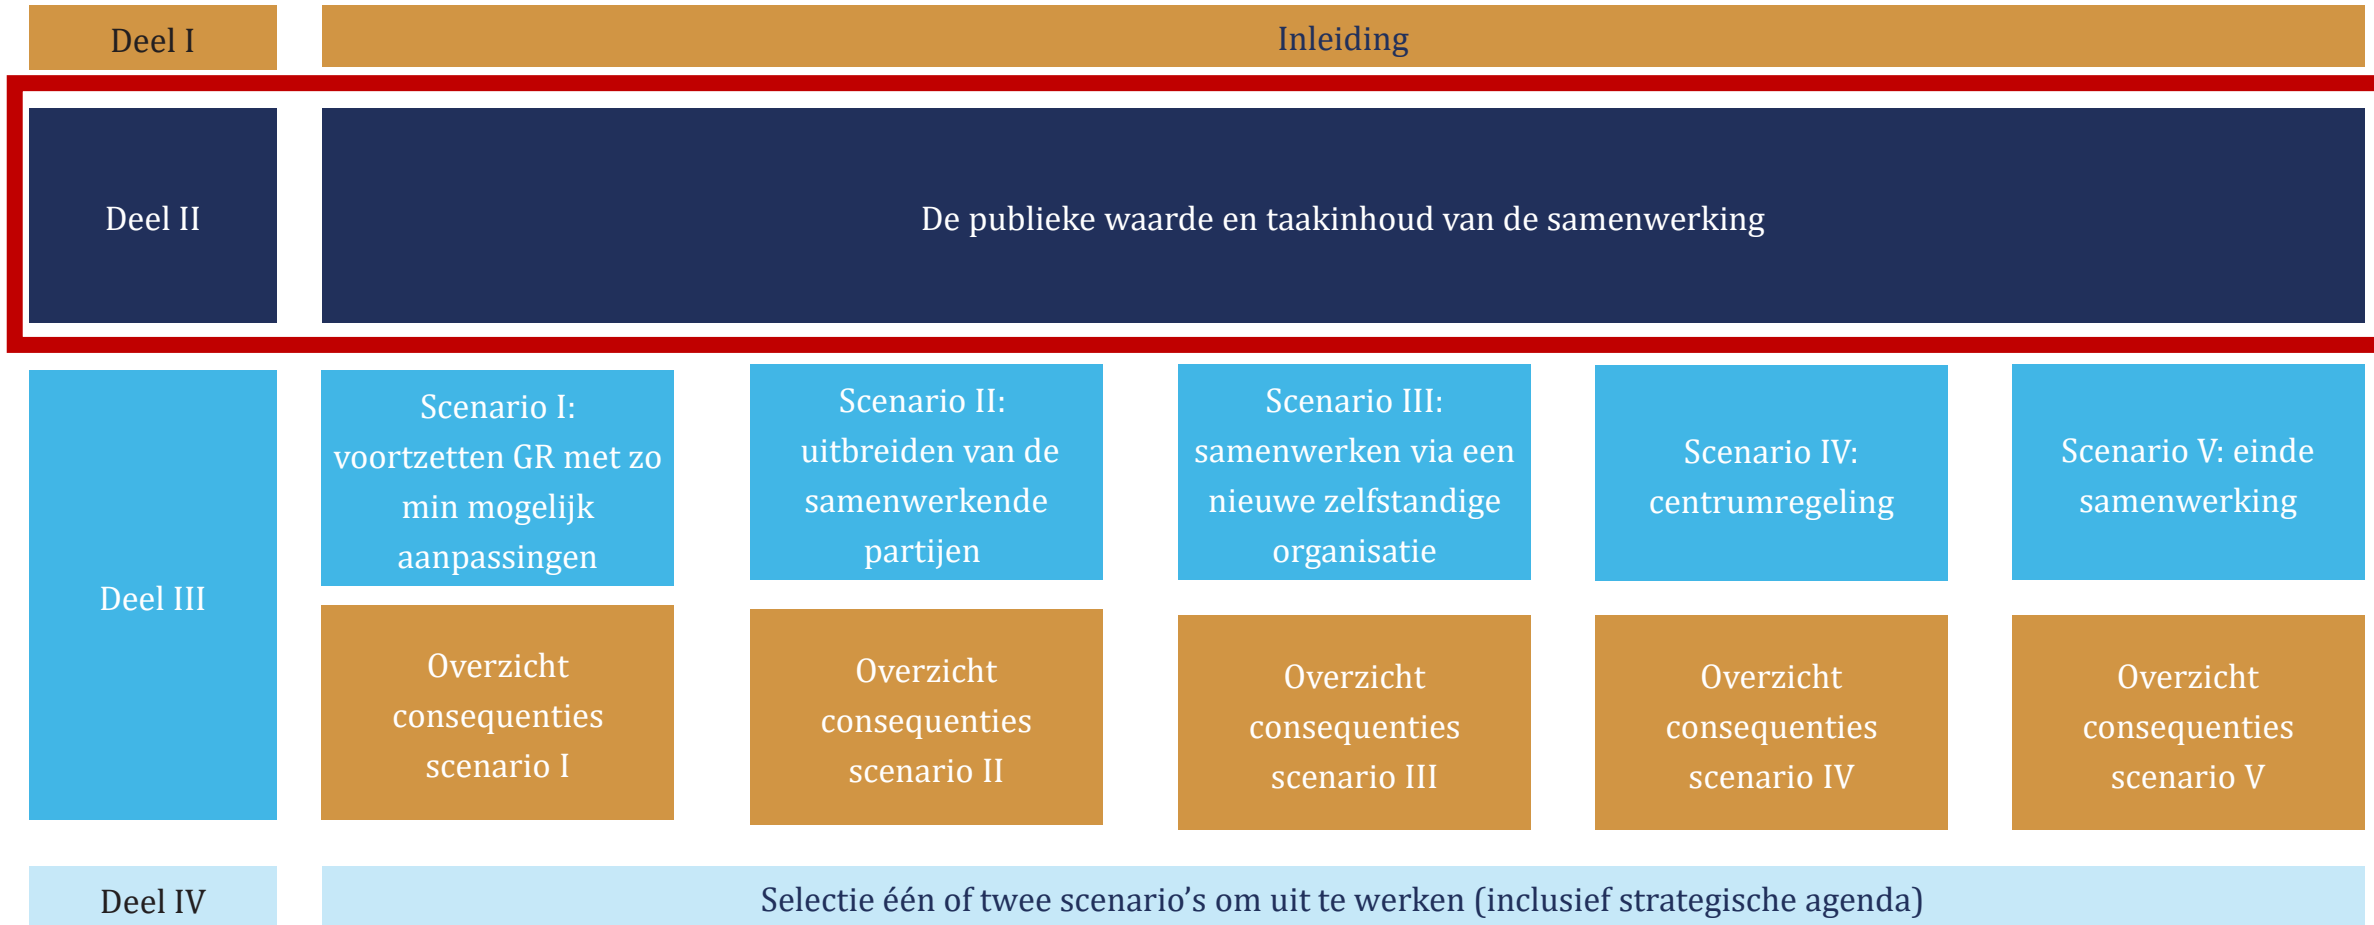 Deel I
Inleiding
Deel II
De publieke waarde en taakinhoud van de samenwerking
Deel III
Scenario I:
voortzetten GR met zo
min mogelijk
aanpassingen
Scenario II:
uitbreiden van de
samenwerkende
partijen
Scenario III:
samenwerken via een
nieuwe zelfstandige
organisatie
Scenario IV:
centrumregeling
Scenario V: einde
samenwerking
Overzicht
consequenties
scenario I
Overzicht
consequenties
scenario II
Overzicht
consequenties
scenario III
Overzicht
consequenties
scenario IV
Overzicht
consequenties
scenario V
Deel IV
Selectie één of twee scenario’s om uit te werken (inclusief strategische agenda)